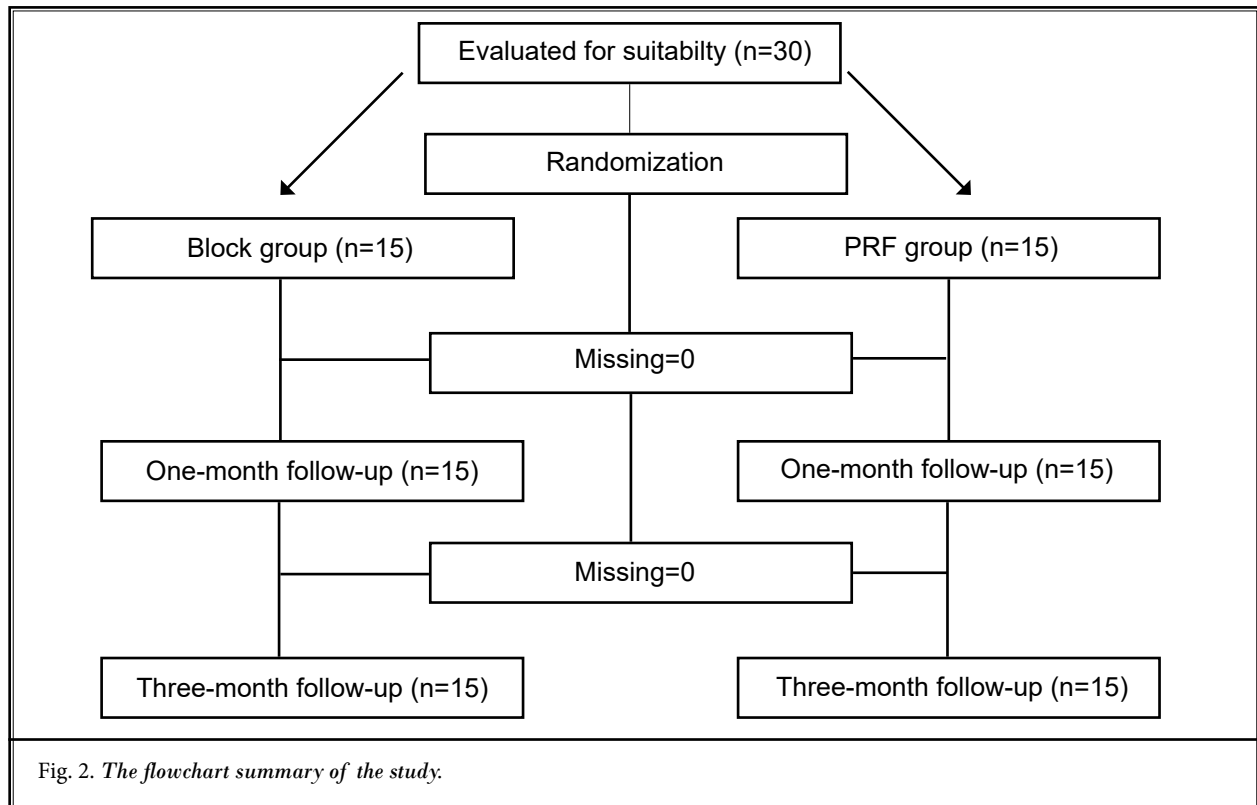 Evaluated for suitabilty (n=30)
Randomization
Block group (n=15)
PRF group (n=15)
Missing=0
One-month follow-up (n=15)
One-month follow-up (n=15)
Missing=0
Three-month follow-up (n=15)
Three-month follow-up (n=15)
Fig. 2. The flowchart summary of the study.